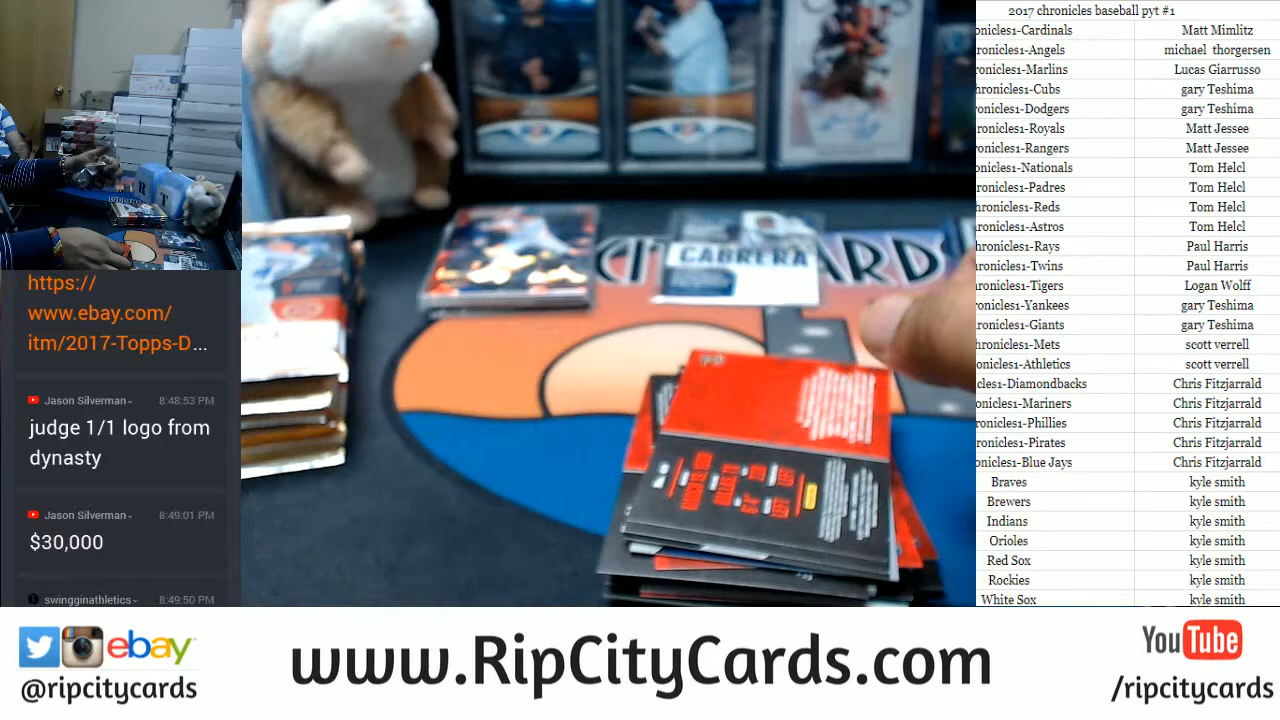 2017 chronicles baseball pyt #1
onicles1-Cardinals Matt Mimlitz
ronicles1-Angels michael thorgersen
ronicles1-Marlins Lucas Giarrusso
hronicles1-Cubs gary Teshima
ronicles1-Dodgers gary Teshima
ronicles1-Royals Matt Jessee
ronicles1-Rangers Matt Jessee
onicles1-Nationals Tom Helcl
ronicles1-Padres Tom Helcl
hronicles1-Reds Tom Helcl
ronicles1-Astros Tom Helcl
hronicles1-Rays Paul Harris
ronicles1-Twins Paul Harris
ronicles1-Tigers Logan Wolff
ronicles1-Yankees gary Teshima
ronicles1-Giants gary Teshima
hronicles1-Mets scott verrell
ronicles1-Athletics scott verrell
cles1-Diamondbacks Chris Fitzjarrald
onicles1-Mariners Chris Fitzjarrald
ronicles1-Phillies Chris Fitzjarrald
ronicles1-Pirates Chris Fitzjarrald
onicles1-Blue Jays Chris Fitzjarrald
Braves kyle smith
Brewers kyle smith
Indians kyle smith
Orioles kyle smith
Red Sox kyle smith
Rockies kyle smith
White Sox kyle smith
https://
www.ebay.com/
itm/2017-Topps-D...
Jason Silverman 8:48:53 PM
judge 1/1 logo from
dynasty
Jason Silverman 8:49:01 PM
$30,000
swingginathletics 8:49:50 PM
CABRERA
ARDS
ebay
@ripcitycards
www.RipCityCards.com
YouTube
/ripcitycards